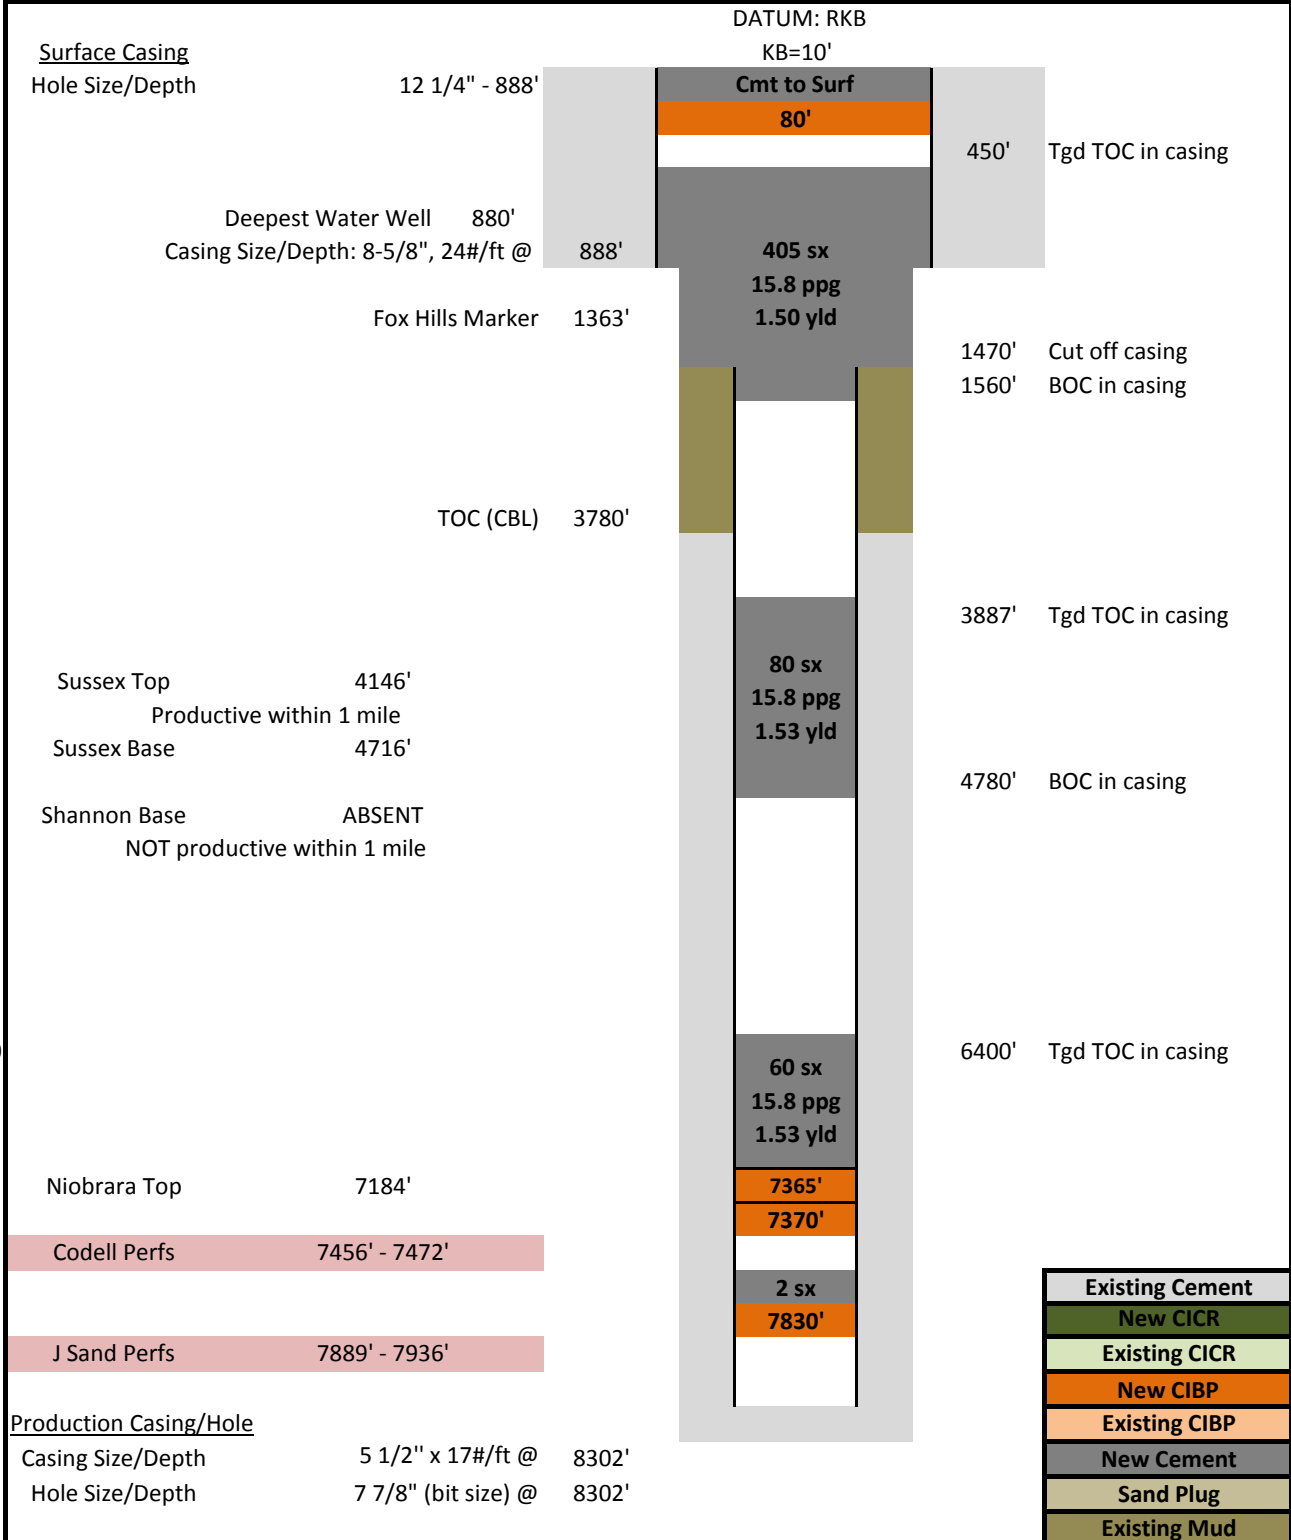 DATUM: RKB
Surface Casing KB=10'
Hole Size/Depth 12 1/4" - 888' Cmt to Surf
80'
450' Tgd TOC in casing
Deepest Water Well 880'
Casing Size/Depth: 8-5/8", 24#/ft @ 888' 405 sx
15.8 ppg
Fox Hills Marker 1363' 1.50 yld
1470' Cut off casing
1560' BOC in casing
TOC (CBL) 3780'
3887' Tgd TOC in casing
80 sx
Sussex Top 4146'
15.8 ppg
Productive within 1 mile
1.53 yld
Sussex Base 4716'
4780' BOC in casing
Shannon Base ABSENT
NOT productive within 1 mile
6400' Tgd TOC in casing
60 sx
15.8 ppg
1.53 yld
Niobrara Top 7184' 7365'
7370'
Codell Perfs 7456' - 7472'
2 sx Existing Cement
7830' New CICR
J Sand Perfs 7889' - 7936' Existing CICR
New CIBP
Production Casing/Hole Existing CIBP
Casing Size/Depth 5 1/2'' x 17#/ft @ 8302' New Cement
Hole Size/Depth 7 7/8" (bit size) @ 8302' Sand Plug
Existing Mud